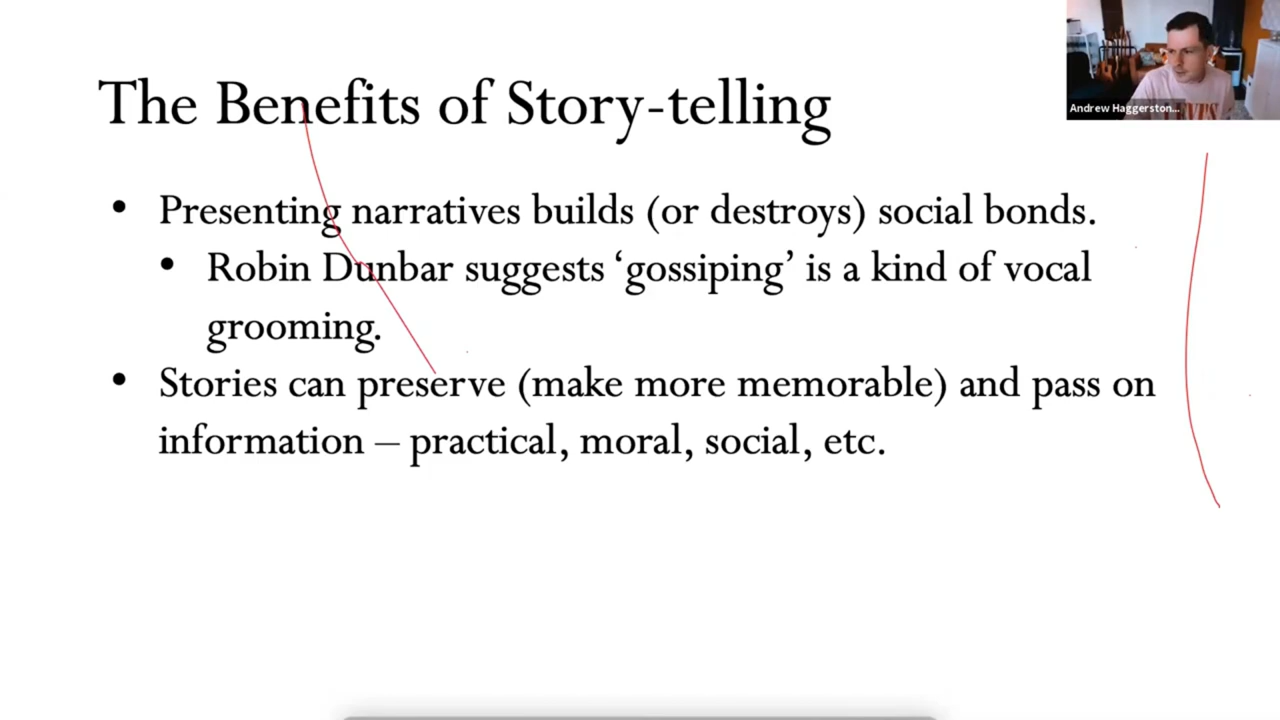 The Benefits of Story-telling
• Presenting narratives builds (or destroys) social bonds.
• Robin Dunbar suggests ‘gossiping’ is a kind of vocal
grooming.
• Stories can preserve (make more memorable) and pass on
information – practical, moral, social, etc.
Andrew Haggerston...